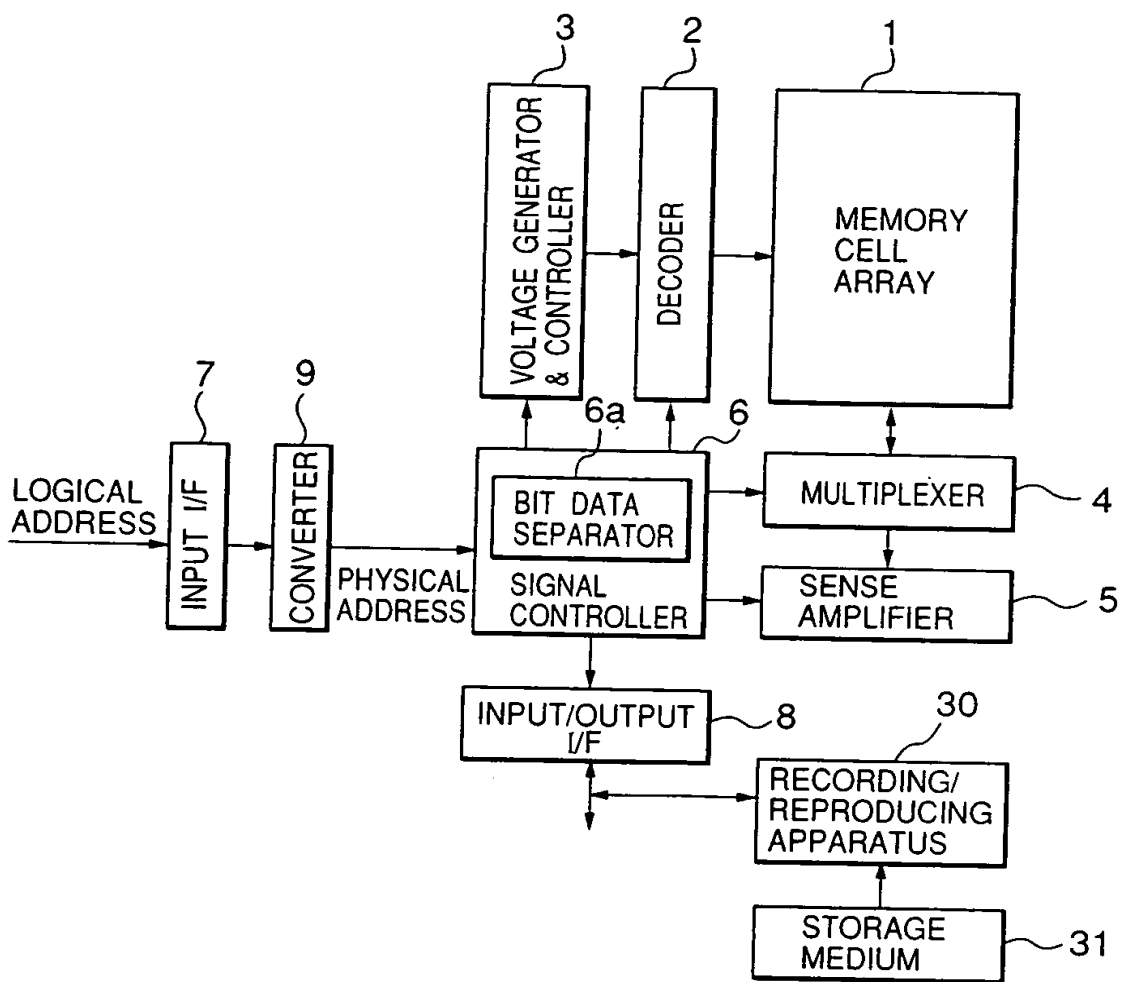 3
2
1
VOLTAGE GENERATOR
& CONTROLLER
DECODER
MEMORY
CELL
ARRAY
7
9
6a
6
LOGICAL
ADDRESS
INPUT I/F
CONVERTER
PHYSICAL
ADDRESS
BIT DATA
SEPARATOR
SIGNAL
CONTROLLER
MULTIPLEXER
4
SENSE
AMPLIFIER
5
INPUT/OUTPUT
I/F
8
30
RECORDING/
REPRODUCING
APPARATUS
STORAGE
MEDIUM
31